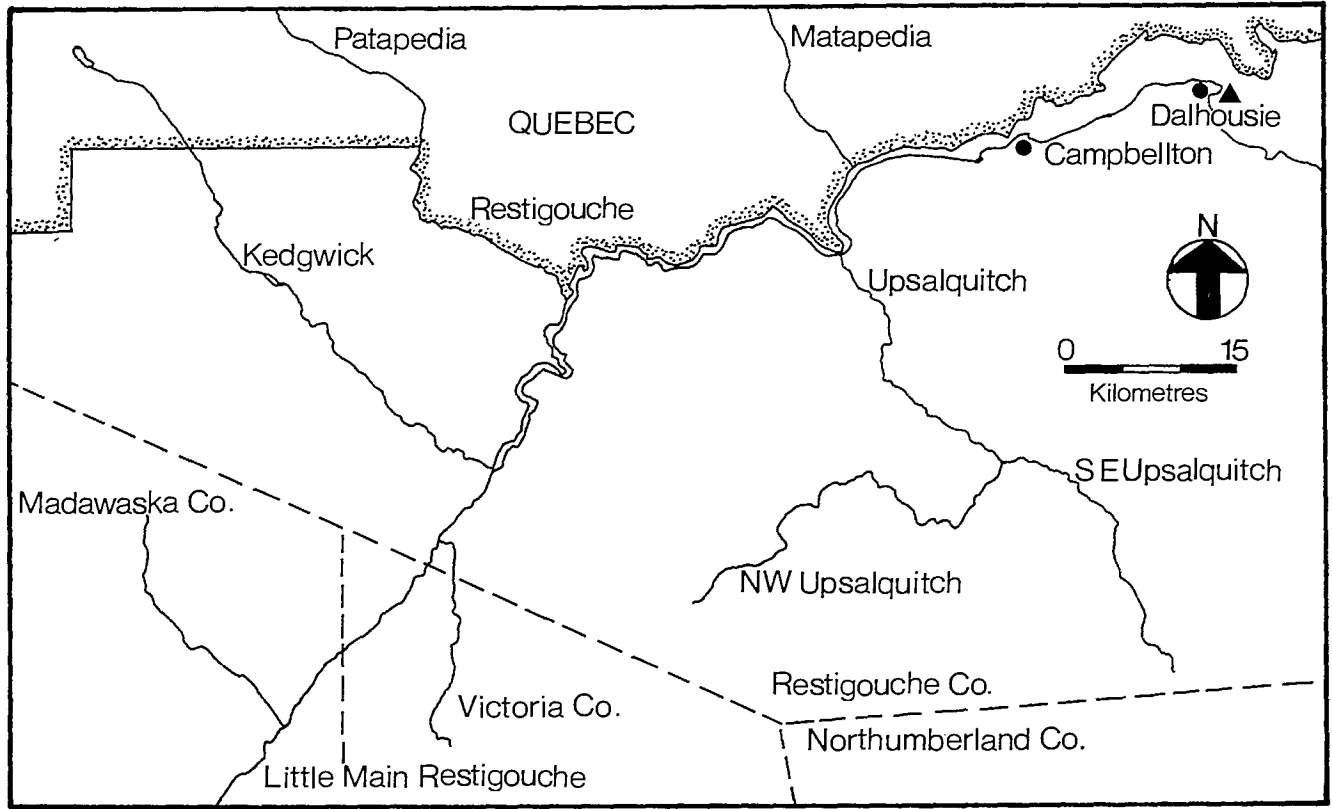 Patapedia
Matapedia
QUEBEC
Dalhousie
Campbellton
Restigouche
Kedgwick
N
Upsalquitch
0 15
Kilometres
SE Upsalquitch
Madawaska Co.
NW Upsalquitch
Restigouche Co.
Victoria Co.
Northumberland Co.
Little Main Restigouche